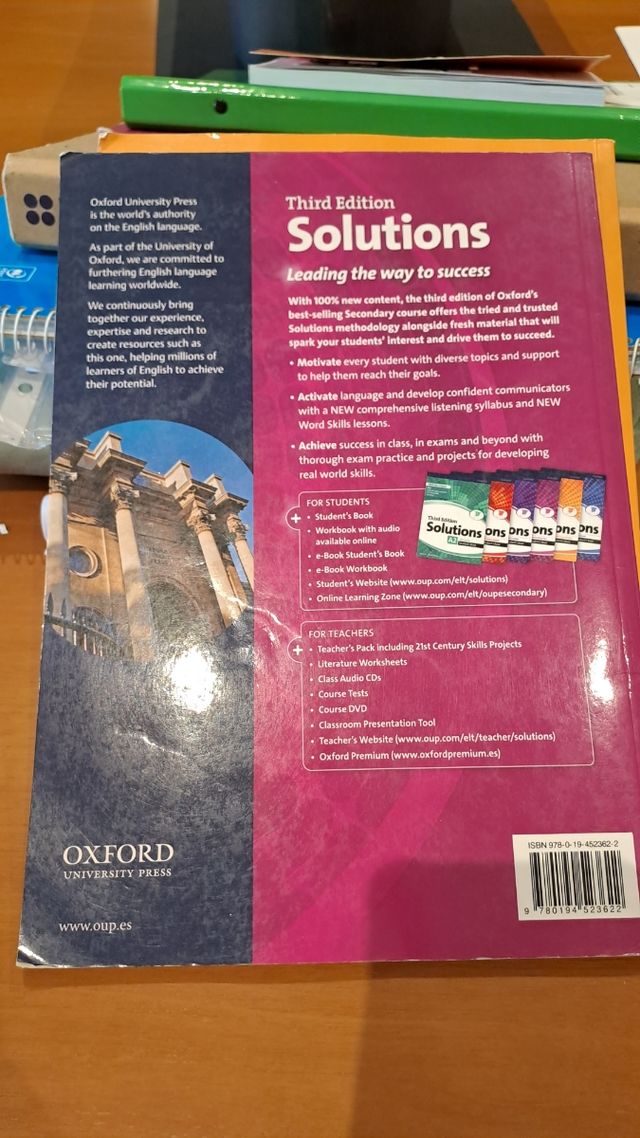 Oxford University Press
is the world's authority
on the English language.
As part of the University of
Oxford, we are committed to
furthering English language
learning worldwide.
We continuously bring
together our experience,
expertise and research to
create resources such as
this one, helping millions of
learners of English to achieve
their potential.
OXFORD
UNIVERSITY PRESS
www.oup.es
Third Edition
Solutions
Leading the way to success
With 100% new content, the third edition of Oxford's
best-selling Secondary course offers the tried and trusted
Solutions methodology alongside fresh material that will
spark your students' interest and drive them to succeed.
• Motivate every student with diverse topics and support
to help them reach their goals.
• Activate language and develop confident communicators
with a NEW comprehensive listening syllabus and NEW
Word Skills lessons.
• Achieve success in class, in exams and beyond with
thorough exam practice and projects for developing
real world skills.
FOR STUDENTS
+
• Student's Book
• Workbook with audio
available online
• e-Book Student's Book
• e-Book Workbook
• Student's Website (www.oup.com/elt/solutions)
• Online Learning Zone (www.oup.com/elt/oupesecondary)
Third Edition
Solutions
A2
ons
ons
ons
ons
ons
FOR TEACHERS
+
• Teacher's Pack including 21st Century Skills Projects
• Literature Worksheets
• Class Audio CDs
• Course Tests
• Course DVD
• Classroom Presentation Tool
• Teacher's Website (www.oup.com/elt/teacher/solutions)
• Oxford Premium (www.oxfordpremium.es)
ISBN 978-0-19-452362-2
9 780194 523622